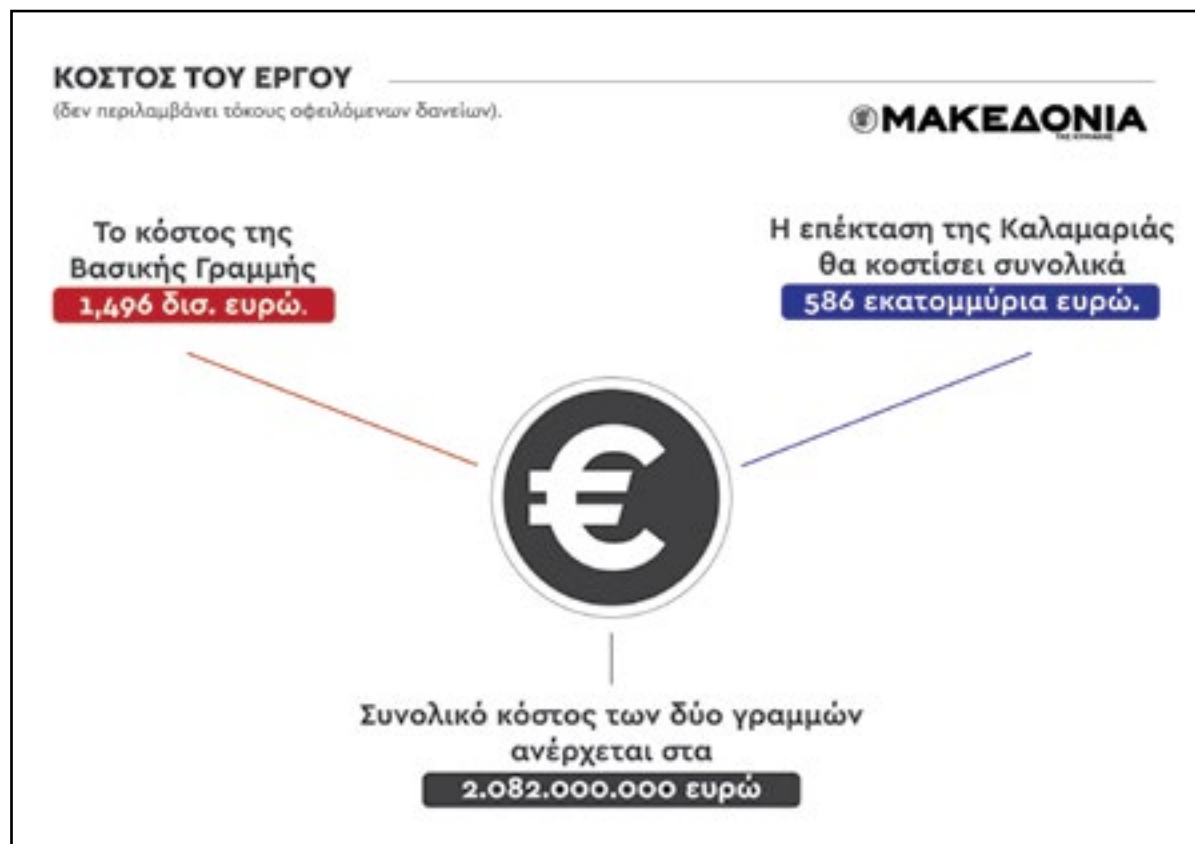 ΚΟΣΤΟΣ ΤΟΥ ΕΡΓΟΥ
(δεν περιλαμβάνει τόκους οφειλόμενων δανείων).
ΜΑΚΕΔΟΝΙΑ
ΤΗΣ ΚΥΡΙΑΚΗΣ
Το κόστος της
Βασικής Γραμμής
1,496 δισ. ευρώ.
Η επέκταση της Καλαμαριάς
θα κοστίσει συνολικά
586 εκατομμύρια ευρώ.
€
Συνολικό κόστος των δύο γραμμών
ανέρχεται στα
2.082.000.000 ευρώ